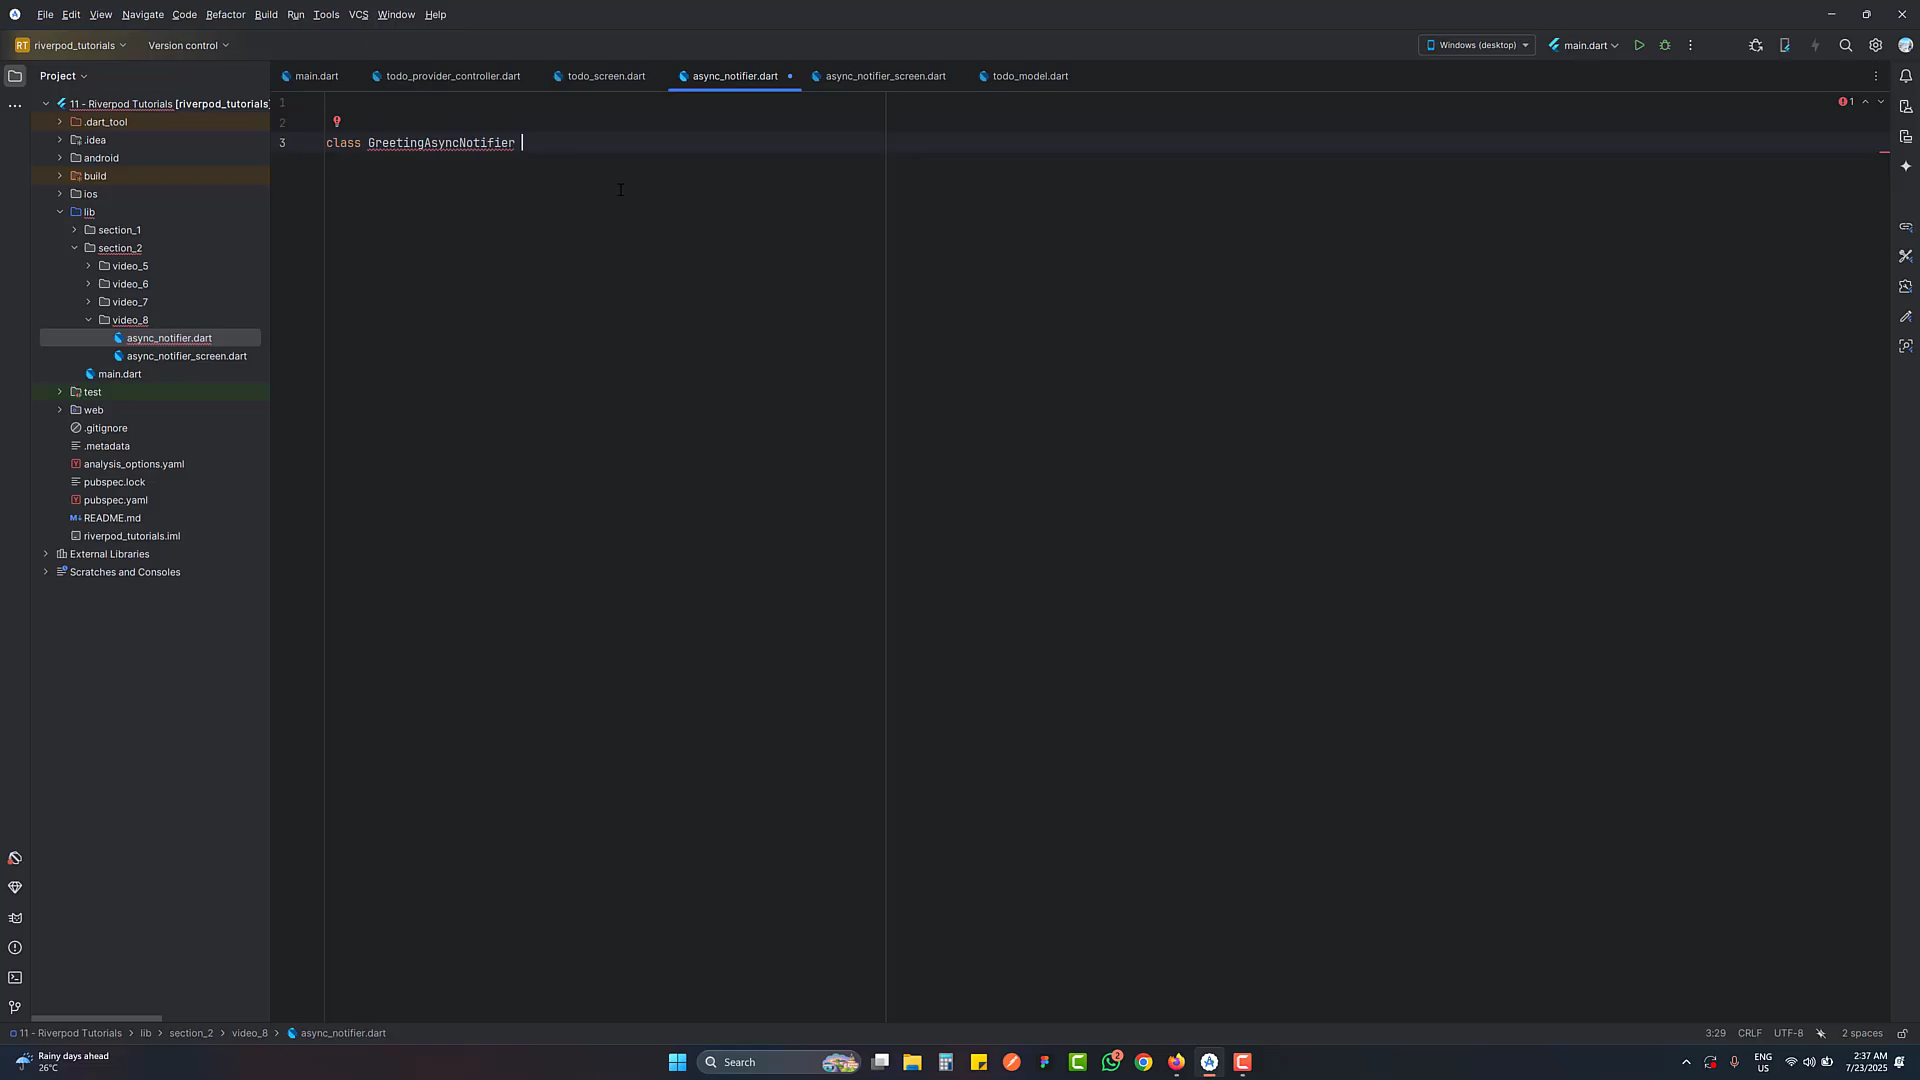 File Edit View Navigate Code Refactor Build Run Tools VCS Window Help
RT riverpod_tutorials Version control Windows (desktop) main.dart
Project main.dart todo_provider_controller.dart todo_screen.dart async_notifier.dart async_notifier_screen.dart todo_model.dart
11 - Riverpod Tutorials [riverpod_tutorials]
.dart_tool
.idea
android
build
ios
lib
section_1
section_2
video_5
video_6
video_7
video_8
async_notifier.dart
async_notifier_screen.dart
main.dart
test
web
.gitignore
.metadata
analysis_options.yaml
pubspec.lock
pubspec.yaml
README.md
riverpod_tutorials.iml
External Libraries
Scratches and Consoles
1
2
3 class GreetingAsyncNotifier
1
11 - Riverpod Tutorials > lib > section_2 > video_8 > async_notifier.dart 3:29 CRLF UTF-8 2 spaces
Rainy days ahead
26°C
Search
2
ENG
US
2:37 AM
7/23/2025